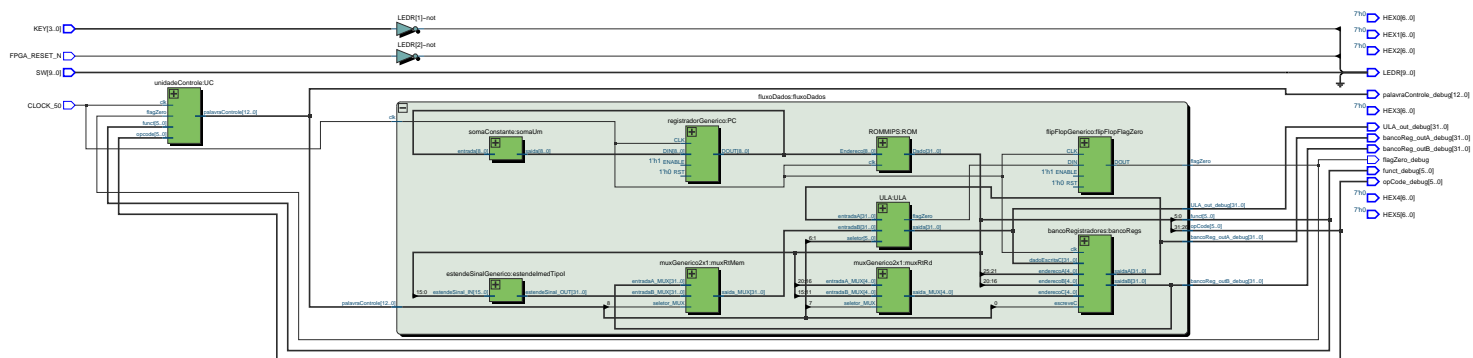 LEDR[1]~not
KEY[3..0]
LEDR[2]~not
FPGA_RESET_N
SW[9..0]
CLOCK_50
unidadeControle:UC
clk
flagZero
funct[5..0]
opcode[5..0]
palavraControle[12..0]
fluxoDados:fluxoDados
clk
palavraControle[12..0]
somaConstante:somaUm
entrada[8..0]
saida[8..0]
registradorGenerico:PC
CLK
DIN[8..0]
1'h1 ENABLE
1'h0 RST
DOUT[8..0]
ROMMIPS:ROM
Endereco[8..0]
clk
Dado[31..0]
flipFlopGenerico:flipFlopFlagZero
CLK
DIN
1'h1 ENABLE
1'h0 RST
DOUT
ULA:ULA
entradaA[31..0]
entradaB[31..0]
6:1
seletor[5..0]
flagZero
saida[31..0]
bancoRegistradores:bancoRegs
clk
dadoEscritaC[31..0]
25:21
enderecoA[4..0]
20:16
enderecoB[4..0]
enderecoC[4..0]
0
escreveC
saidaA[31..0]
saidaB[31..0]
estendeSinalGenerico:estendeImedTipoI
15:0
estendeSinal_IN[15..0]
estendeSinal_OUT[31..0]
muxGenerico2x1:muxRtMem
entradaA_MUX[31..0]
entradaB_MUX[31..0]
8
seletor_MUX
saida_MUX[31..0]
muxGenerico2x1:muxRtRd
20:16
entradaA_MUX[4..0]
15:11
entradaB_MUX[4..0]
7
seletor_MUX
saida_MUX[4..0]
flagZero
ULA_out_debug[31..0]
5:0
funct[5..0]
31:26
opCode[5..0]
bancoReg_outA_debug[31..0]
bancoReg_outB_debug[31..0]
7'h0
HEX0[6..0]
7'h0
HEX1[6..0]
7'h0
HEX2[6..0]
LEDR[9..0]
palavraControle_debug[12..0]
7'h0
HEX3[6..0]
ULA_out_debug[31..0]
bancoReg_outA_debug[31..0]
bancoReg_outB_debug[31..0]
flagZero_debug
funct_debug[5..0]
opCode_debug[5..0]
7'h0
HEX4[6..0]
7'h0
HEX5[6..0]